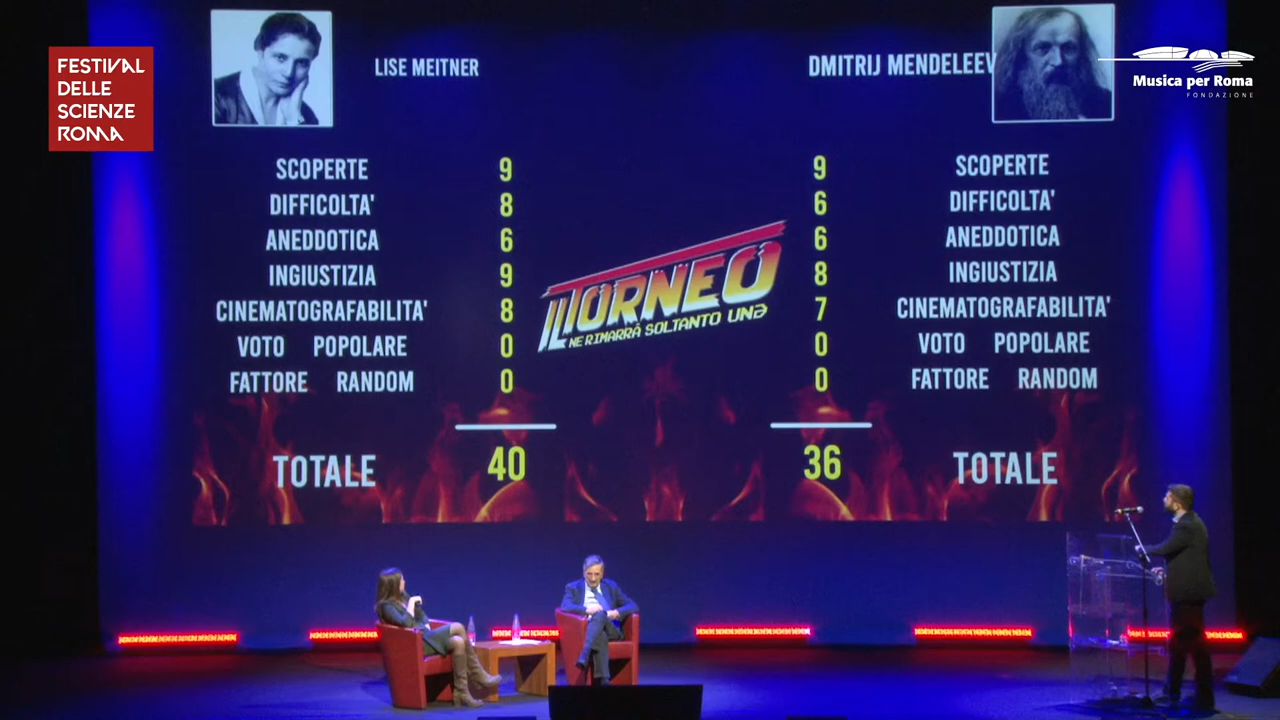 FESTIVAL
DELLE
SCIENZE
ROMA
LISE MEITNER
DMITRIJ MENDELEEV
Musica per Roma
FONDAZIONE
SCOPERTE 9
DIFFICOLTA' 8
ANEDDOTICA 6
INGIUSTIZIA 9
CINEMATOGRAFABILITA' 8
VOTO POPOLARE 0
FATTORE RANDOM 0
TOTALE 40
IL TORNEO
NE RIMARRÀ SOLTANTO UNƏ
9 SCOPERTE
6 DIFFICOLTA'
6 ANEDDOTICA
8 INGIUSTIZIA
7 CINEMATOGRAFABILITA'
0 VOTO POPOLARE
0 FATTORE RANDOM
36 TOTALE